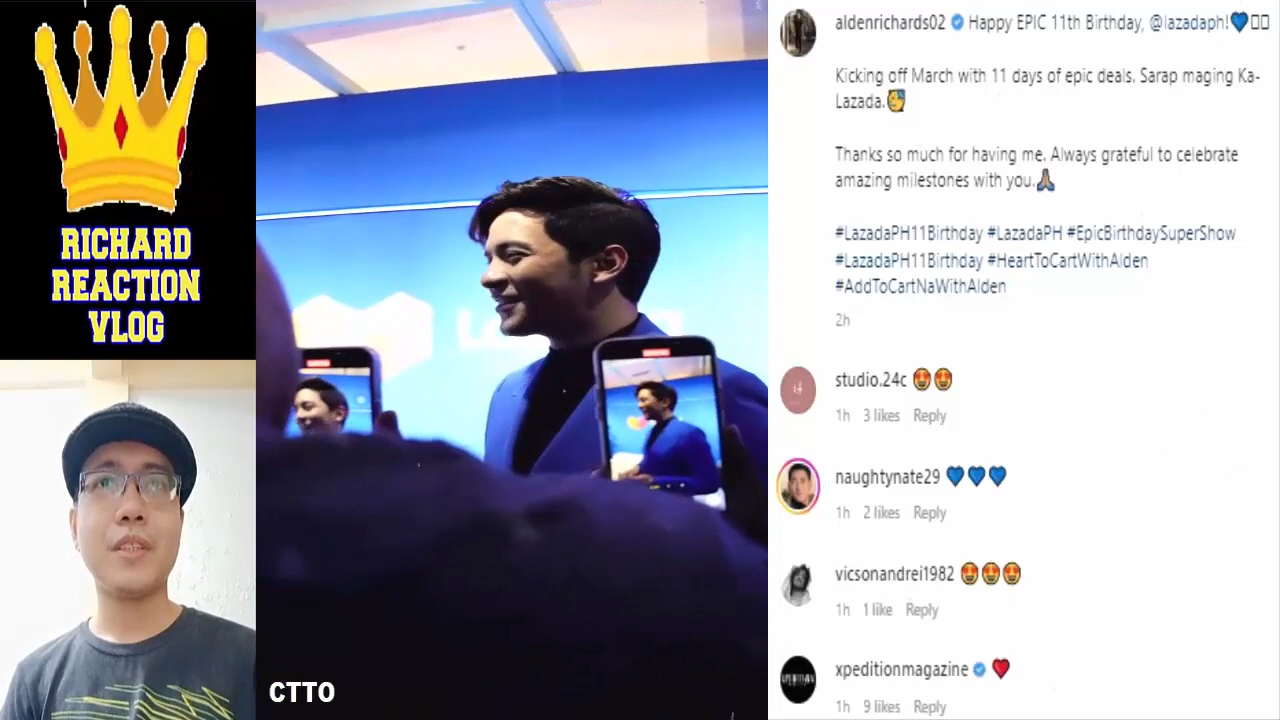 RICHARD
REACTION
VLOG
CTTO
aldenrichards02 Happy EPIC 11th Birthday, @lazadaph!💙
Kicking off March with 11 days of epic deals. Sarap maging Ka-
Lazada.
Thanks so much for having me. Always grateful to celebrate
amazing milestones with you.🙏🏽
#LazadaPH11Birthday #LazadaPH #EpicBirthdaySuperShow
#LazadaPH11Birthday #HeartToCartWithAlden
#AddToCartNaWithAlden
2h
studio.24c 😍😍
1h 3 likes Reply
naughtynate29 💙💙💙
1h 2 likes Reply
vicsonandrei1982 😍😍😍
1h 1 like Reply
xpeditionmagazine ❤️
1h 9 likes Reply